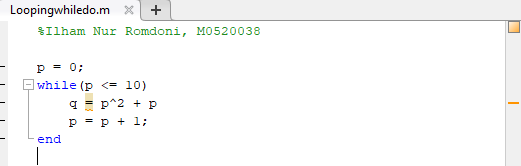 Loopingwhiledo.m
%Ilham Nur Romdoni, M0520038
p = 0;
while(p <= 10)
q = p^2 + p
p = p + 1;
end